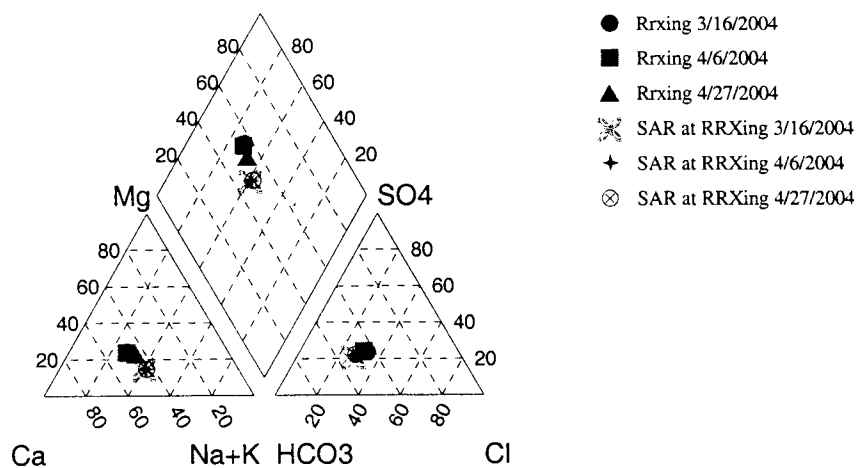 80 80
60 60
40 40
20 20
Mg SO4
80 80
60 60
40 40
20 20
80 60 40 20 20 40 60 80
Ca Na+K HCO3 Cl
Rrxing 3/16/2004
Rrxing 4/6/2004
Rrxing 4/27/2004
SAR at RRXing 3/16/2004
SAR at RRXing 4/6/2004
SAR at RRXing 4/27/2004